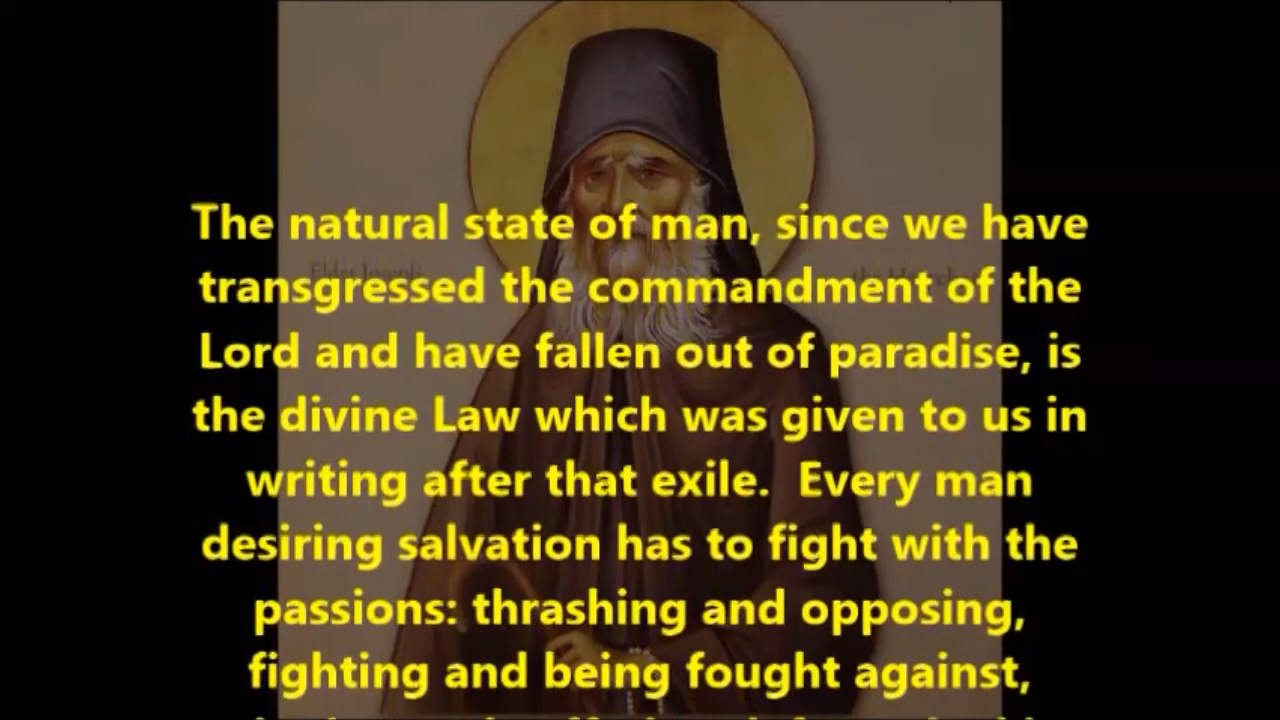 The natural state of man, since we have
Elder Joseph
transgressed the commandment of the
Lord and have fallen out of paradise, is
the divine Law which was given to us in
writing after that exile.  Every man
desiring salvation has to fight with the
passions: thrashing and opposing,
fighting and being fought against,